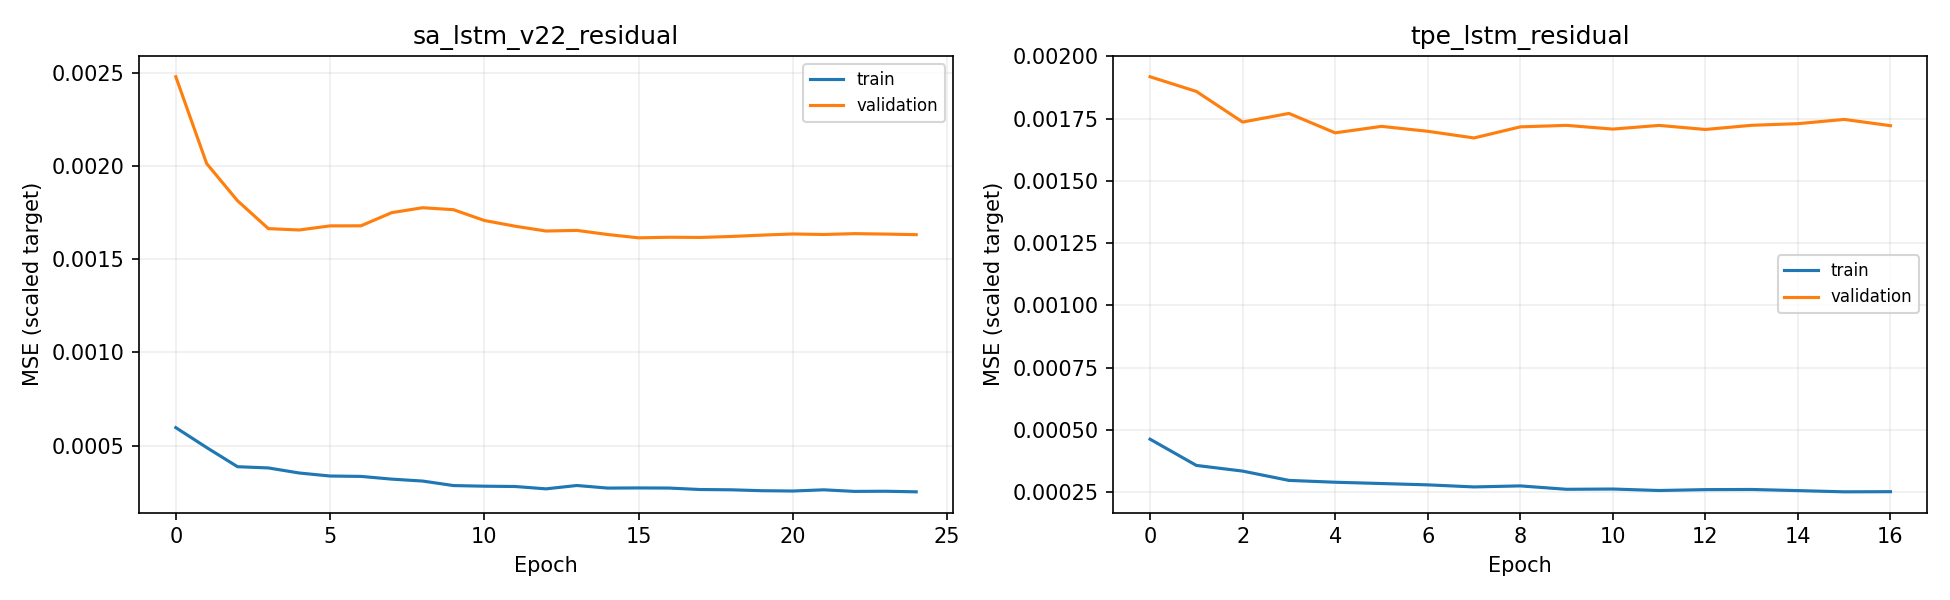 sa_lstm_v22_residual
MSE (scaled target)
0.0025
0.0020
0.0015
0.0010
0.0005
0 5 10 15 20 25
Epoch
train
validation
tpe_lstm_residual
MSE (scaled target)
0.00200
0.00175
0.00150
0.00125
0.00100
0.00075
0.00050
0.00025
0 2 4 6 8 10 12 14 16
Epoch
train
validation